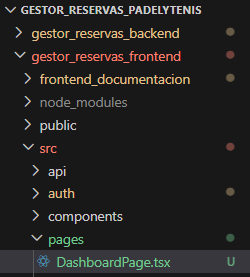 GESTOR_RESERVAS_PADELYTENIS
gestor_reservas_backend
gestor_reservas_frontend
frontend_documentacion
node_modules
public
src
api
auth
components
pages
DashboardPage.tsx U